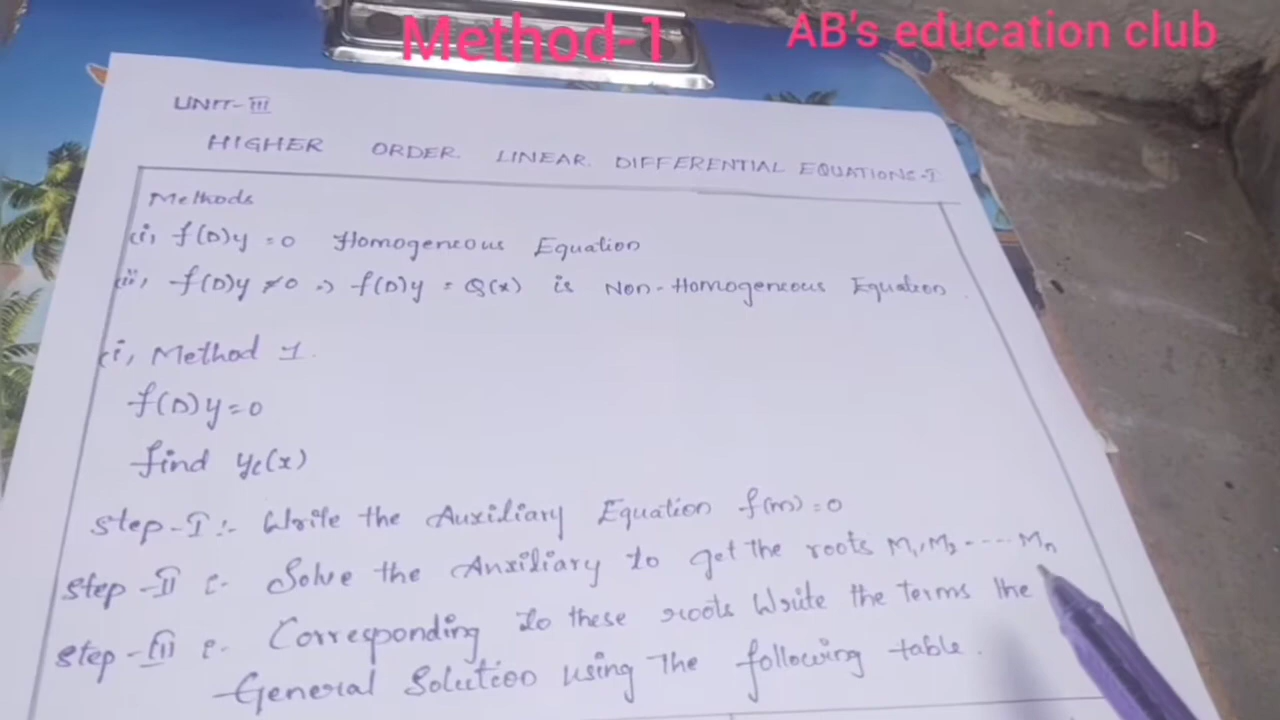 Method-1
AB's education club
UNIT-III
HIGHER ORDER LINEAR DIFFERENTIAL EQUATIONS-I
Methods
(i, f(D)y = 0 Homogeneous Equation
(ii, f(D)y ≠ 0 ⇒ f(D)y = Q(x) is Non-Homogeneous Equation.
(i, Method 1.
f(D)y = 0
find yc(x)
Step-I :- Write the Auxiliary Equation f(m) = 0
Step-II :- Solve the Auxiliary to get the roots M1, M2, ---- Mn
Step-III :- Corresponding to these roots Write the terms the
General Solution using The following table.